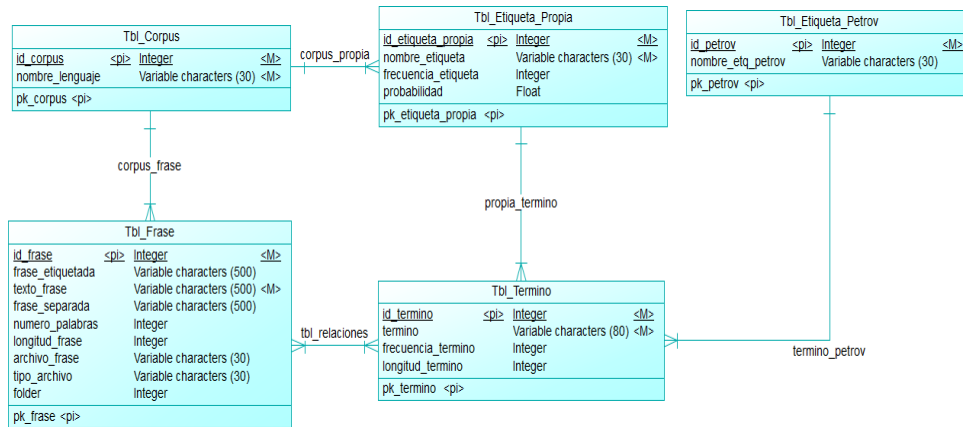 Tbl_Corpus
id_corpus <pi> Integer <M>
nombre_lenguaje Variable characters (30) <M>
pk_corpus <pi>
corpus_propia
Tbl_Etiqueta_Propia
id_etiqueta_propia <pi> Integer <M>
nombre_etiqueta Variable characters (30) <M>
frecuencia_etiqueta Integer
probabilidad Float
pk_etiqueta_propia <pi>
Tbl_Etiqueta_Petrov
id_petrov <pi> Integer <M>
nombre_etq_petrov Variable characters (30)
pk_petrov <pi>
corpus_frase
propia_termino
Tbl_Frase
id_frase <pi> Integer <M>
frase_etiquetada Variable characters (500)
texto_frase Variable characters (500) <M>
frase_separada Variable characters (500)
numero_palabras Integer
longitud_frase Integer
archivo_frase Variable characters (30)
tipo_archivo Variable characters (30)
folder Integer
pk_frase <pi>
tbl_relaciones
Tbl_Termino
id_termino <pi> Integer <M>
termino Variable characters (80) <M>
frecuencia_termino Integer
longitud_termino Integer
pk_termino <pi>
termino_petrov